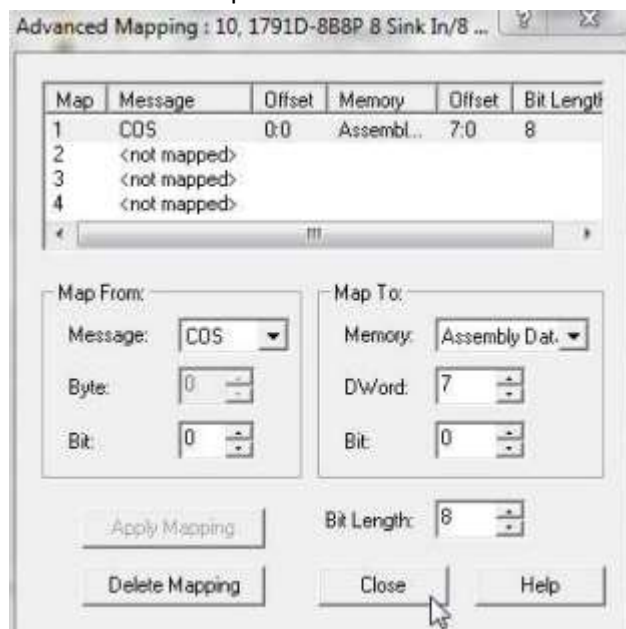 Advanced Mapping : 10, 1791D-8B8P 8 Sink In/8 ...
Map Message Offset Memory Offset Bit Length
1 COS 0:0 Assembl... 7:0 8
2 <not mapped>
3 <not mapped>
4 <not mapped>
Map From:
Message: COS
Byte: 0
Bit: 0
Map To:
Memory: Assembly Dat.
DWord: 7
Bit: 0
Apply Mapping
Bit Length: 8
Delete Mapping
Close
Help